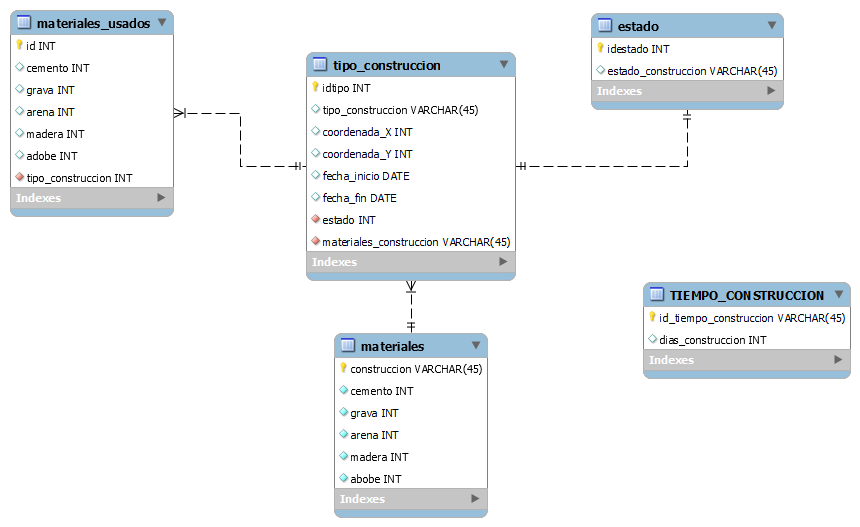 materiales_usados
id INT
cemento INT
grava INT
arena INT
madera INT
adobe INT
tipo_construccion INT
Indexes
tipo_construccion
idtipo INT
tipo_construccion VARCHAR(45)
coordenada_X INT
coordenada_Y INT
fecha_inicio DATE
fecha_fin DATE
estado INT
materiales_construccion VARCHAR(45)
Indexes
estado
idestado INT
estado_construccion VARCHAR(45)
Indexes
materiales
construccion VARCHAR(45)
cemento INT
grava INT
arena INT
madera INT
abobe INT
Indexes
TIEMPO_CONSTRUCCION
id_tiempo_construccion VARCHAR(45)
dias_construccion INT
Indexes